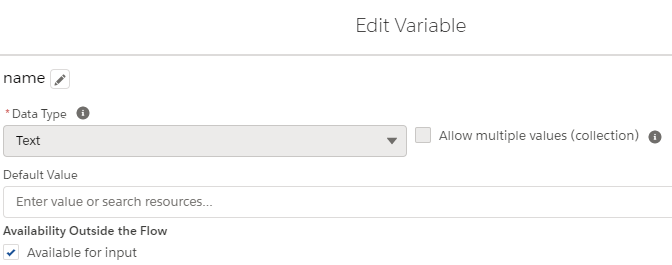 Edit Variable
name
* Data Type
Text
Allow multiple values (collection)
Default Value
Enter value or search resources...
Availability Outside the Flow
Available for input